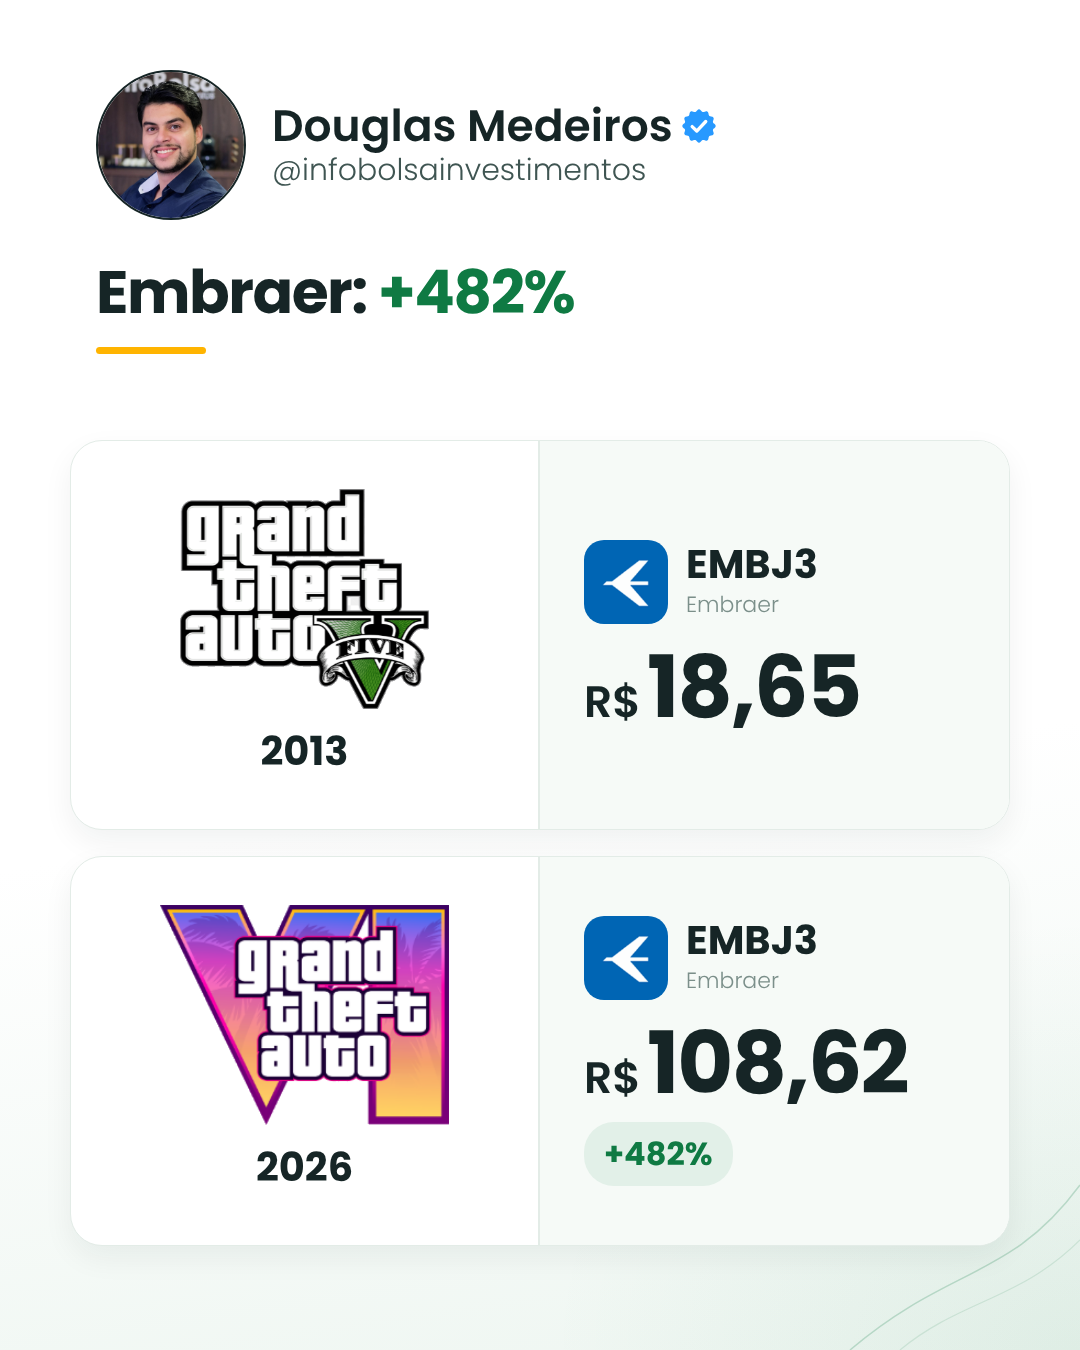 Douglas Medeiros
@infobolsainvestimentos
Embraer: +482%
grand
theft
auto
FIVE
2013
EMBJ3
Embraer
R$ 18,65
VI
grand
theft
auto
2026
EMBJ3
Embraer
R$ 108,62
+482%